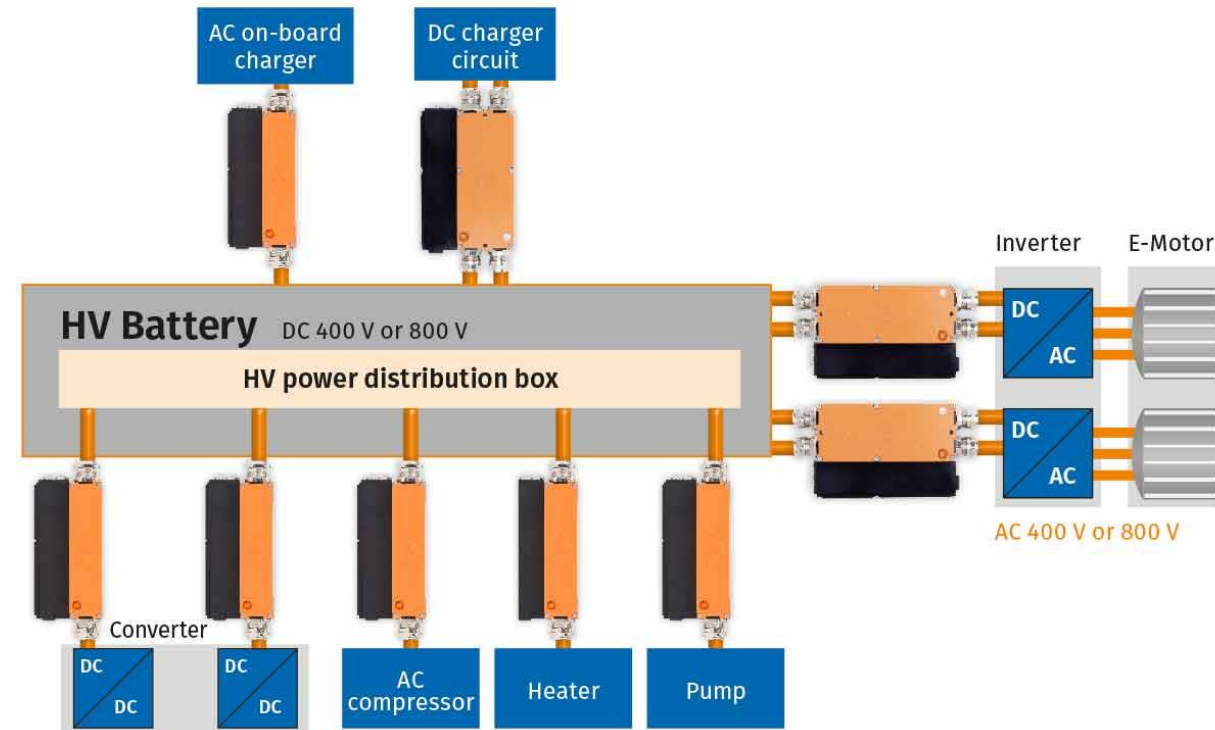 AC on-board
charger
DC charger
circuit
Inverter
E-Motor
HV Battery DC 400 V or 800 V
HV power distribution box
DC
AC
DC
AC
AC 400 V or 800 V
Converter
DC
DC
DC
DC
AC
compressor
Heater
Pump